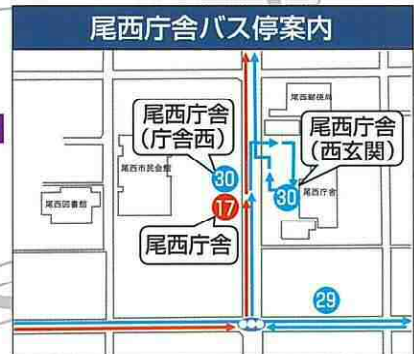 尾西庁舎バス停案内
尾西郵便局
尾西庁舎
(庁舎西)
尾西庁舎
(西玄関)
尾西市民会館
30
30
尾西図書館
尾西庁舎
17
尾西庁舎
29